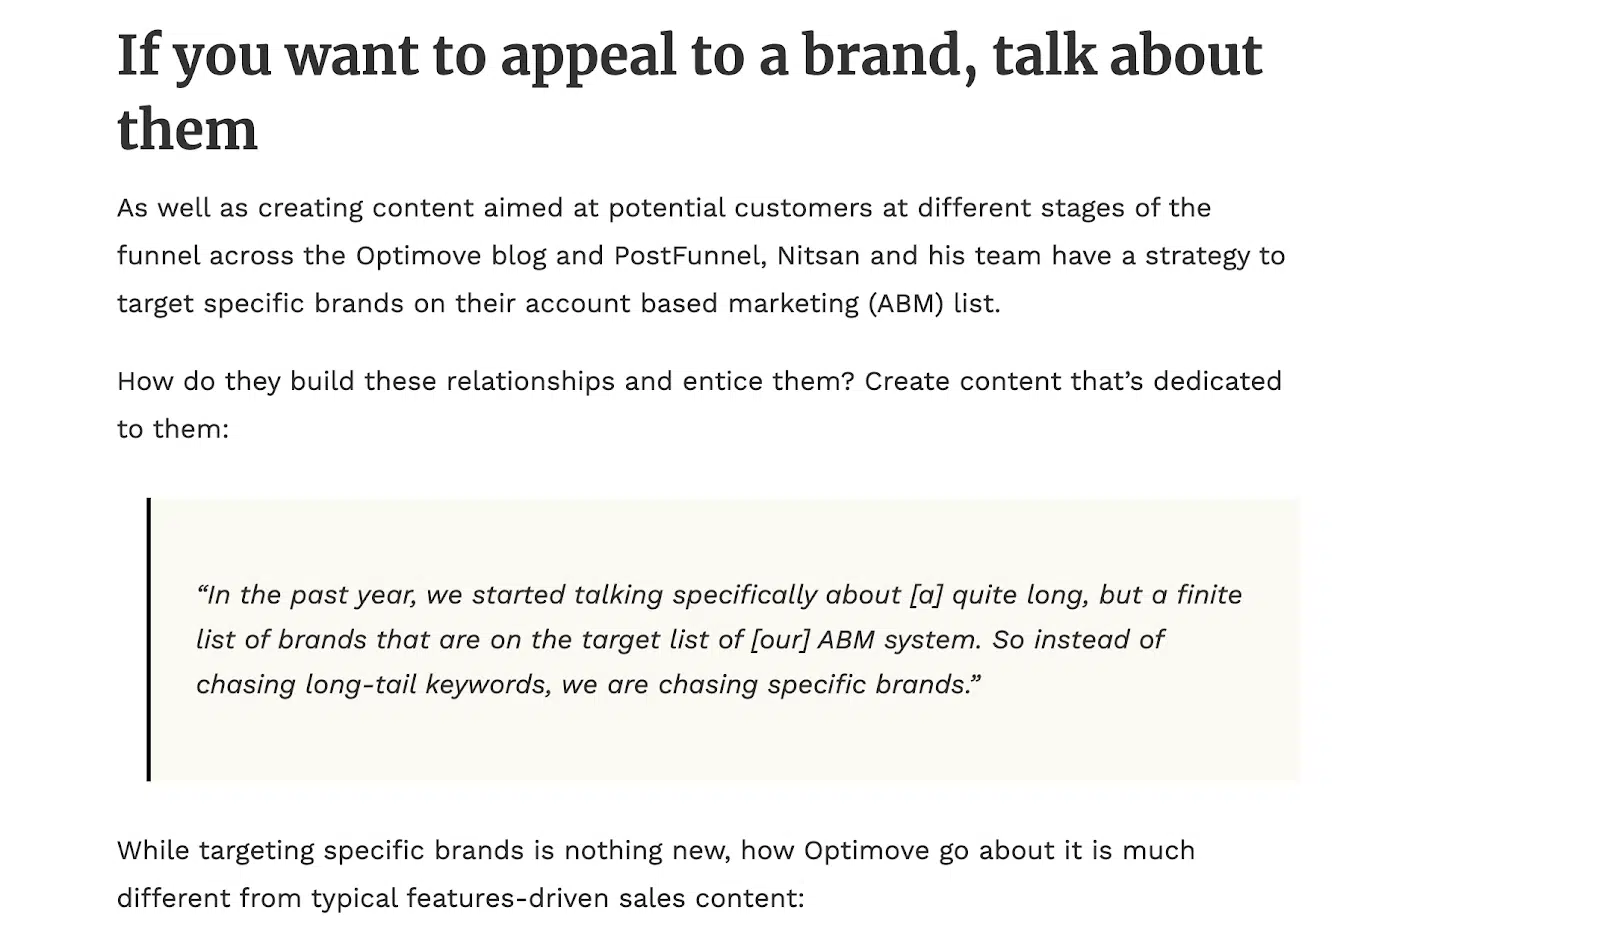 If you want to appeal to a brand, talk about
them
As well as creating content aimed at potential customers at different stages of the
funnel across the Optimove blog and PostFunnel, Nitsan and his team have a strategy to
target specific brands on their account based marketing (ABM) list.
How do they build these relationships and entice them? Create content that’s dedicated
to them:
“In the past year, we started talking specifically about [a] quite long, but a finite
list of brands that are on the target list of [our] ABM system. So instead of
chasing long-tail keywords, we are chasing specific brands.”
While targeting specific brands is nothing new, how Optimove go about it is much
different from typical features-driven sales content: